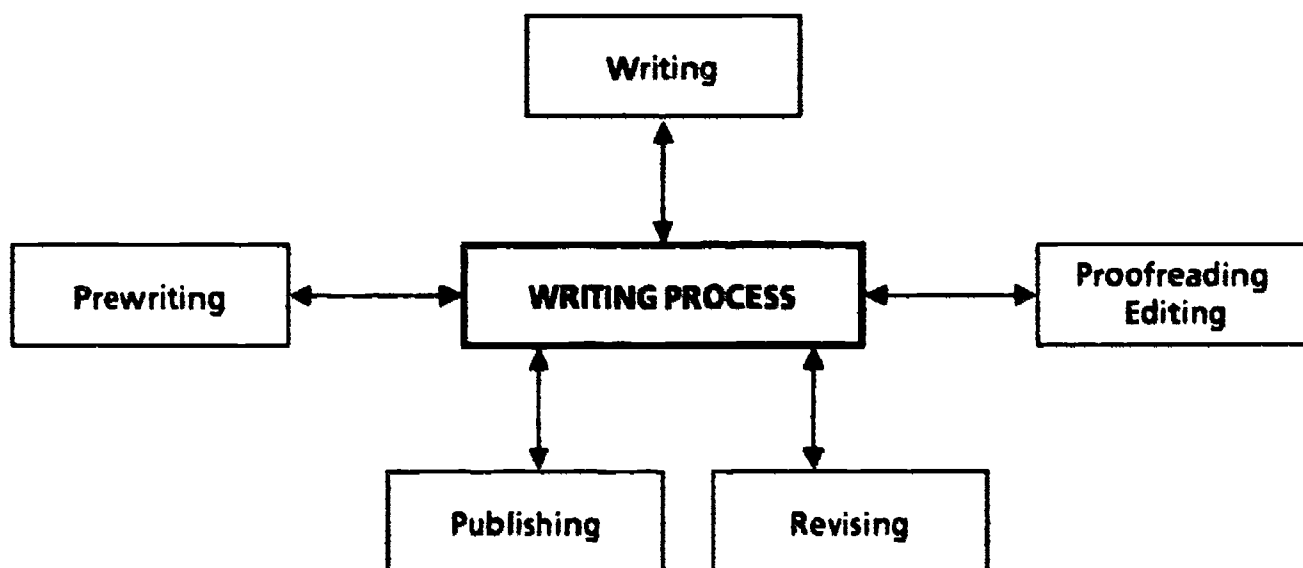 Writing
Prewriting
WRITING PROCESS
Proofreading
Editing
Publishing
Revising